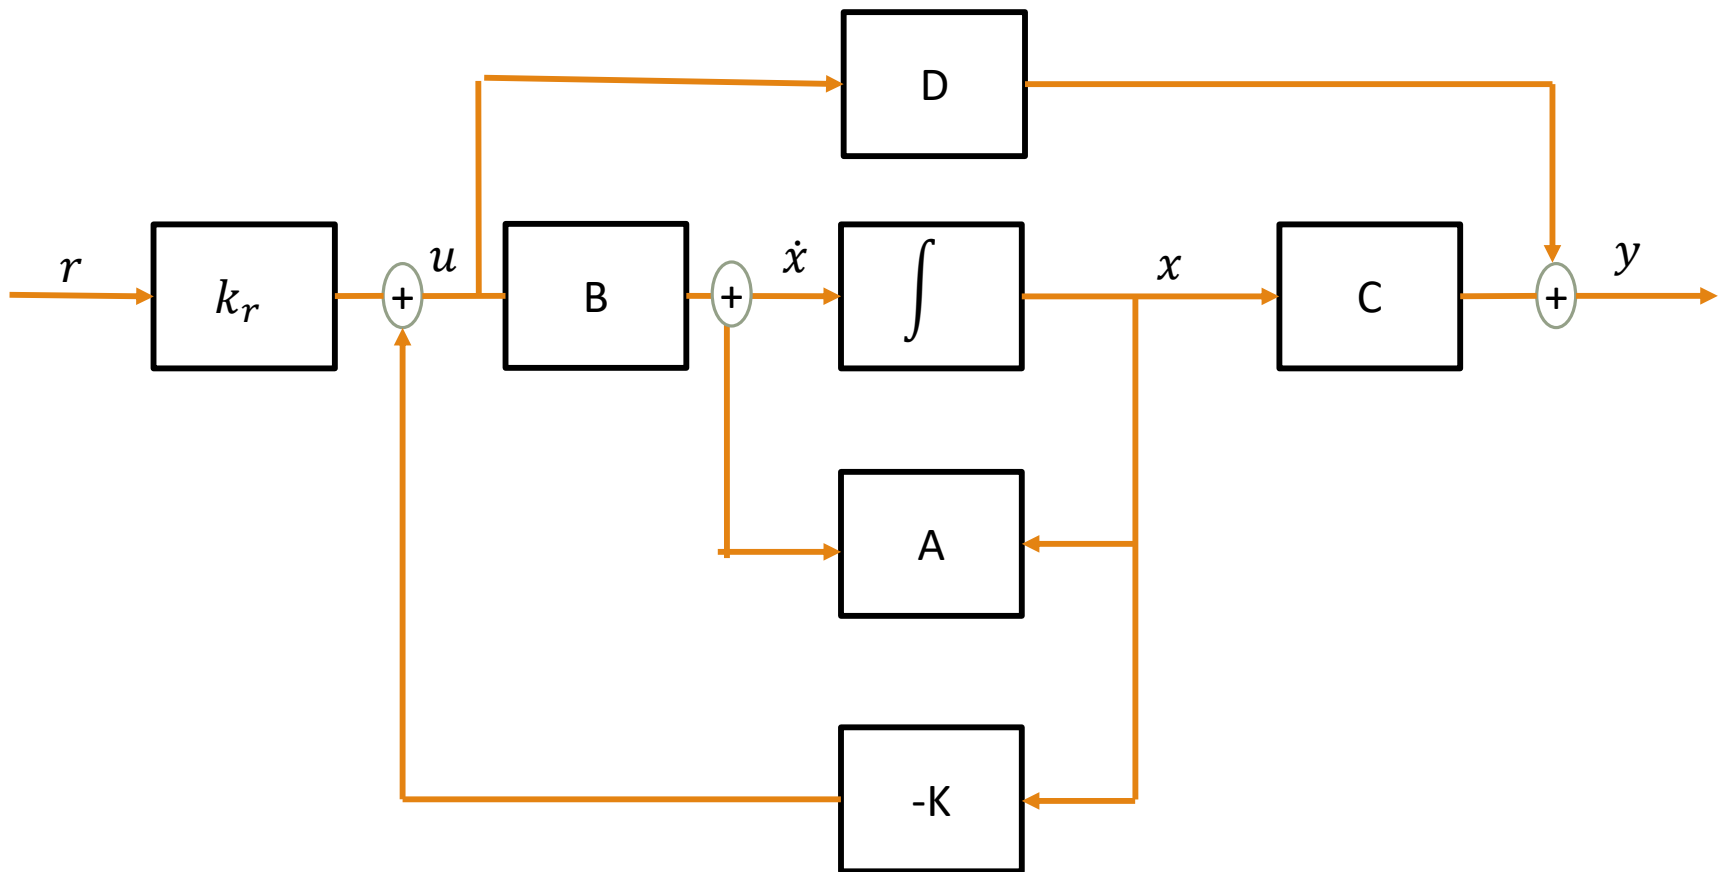 D
r
k_r
+
u
B
+
ẋ
∫
x
C
+
y
A
-K